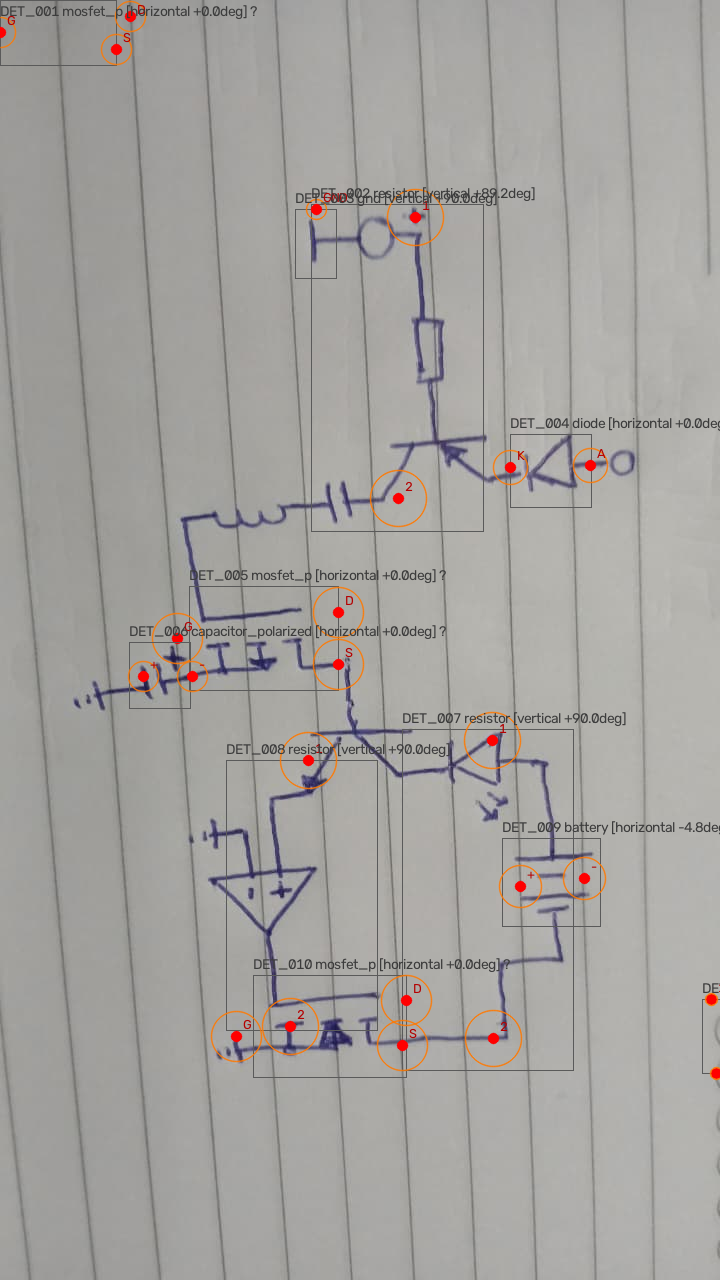 DET_001 mosfet_p [horizontal +0.0deg] ?
D
G
S
DET_002 resistor [vertical +89.2deg]
gnd [vertical +90.0deg]
1
DET_004 diode [horizontal +0.0deg
K
A
2
DET_005 mosfet_p [horizontal +0.0deg] ?
D
G
DET_006 capacitor_polarized [horizontal +0.0deg] ?
S
+
-
DET_007 resistor [vertical +90.0deg]
1
DET_008 resistor [vertical +90.0deg]
1
DET_009 battery [horizontal -4.8deg
+
-
- +
DET_010 mosfet_p [horizontal +0.0deg] ?
D
DE
2
G
S
2